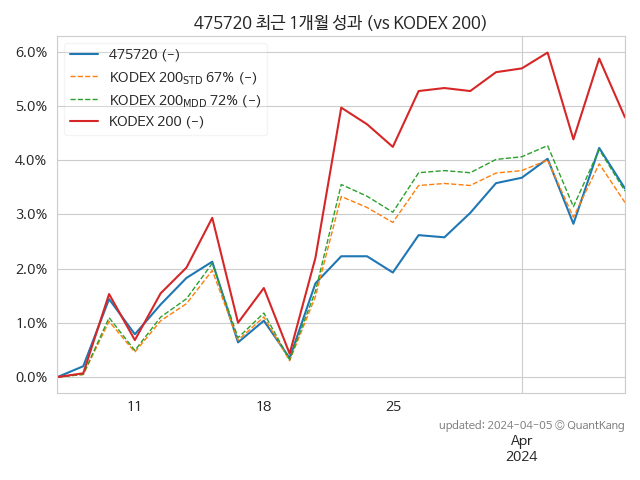 475720 최근 1개월 성과 (vs KODEX 200)
475720 (-)
KODEX 200STD 67% (-)
KODEX 200MDD 72% (-)
KODEX 200 (-)
6.0%
5.0%
4.0%
3.0%
2.0%
1.0%
0.0%
11
18
25
updated: 2024-04-05 © QuantKang
Apr
2024